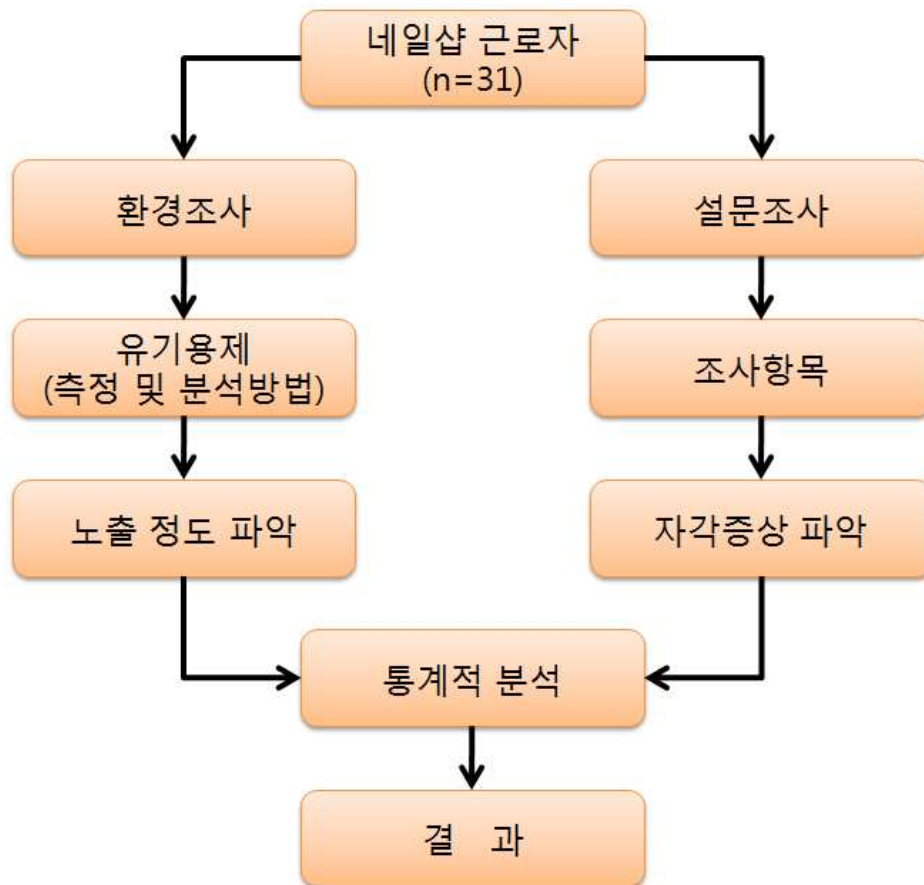 네일샵 근로자
(n=31)
환경조사
설문조사
유기용제
(측정 및 분석방법)
조사항목
노출 정도 파악
자각증상 파악
통계적 분석
결 과